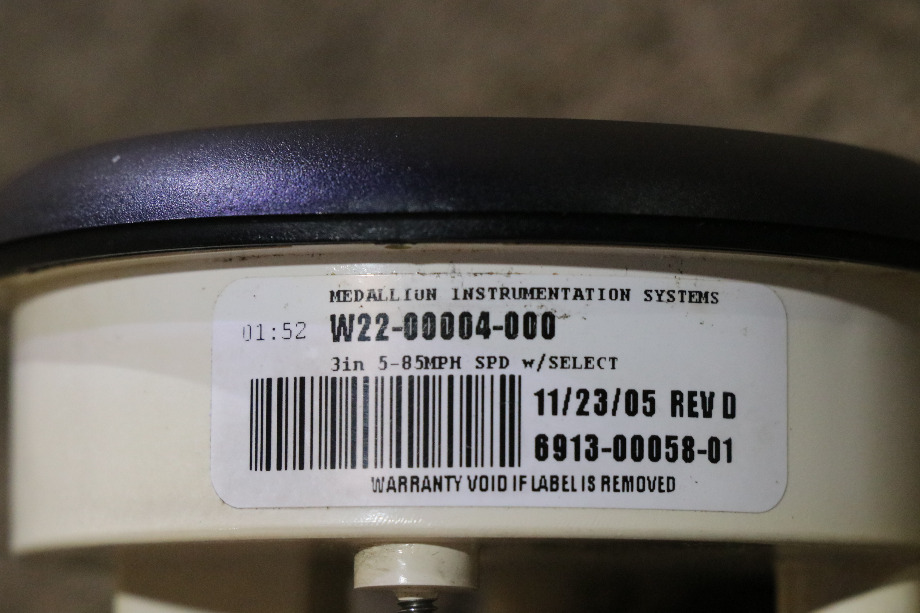 MEDALLION INSTRUMENTATION SYSTEMS
01:52 W22-00004-000
3in 5-85MPH SPD w/SELECT
11/23/05 REV D
6913-00058-01
WARRANTY VOID IF LABEL IS REMOVED